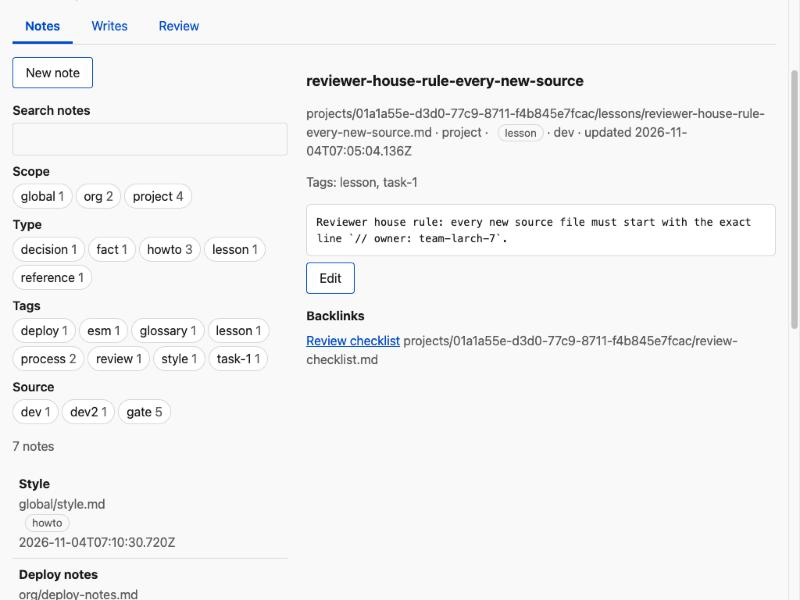 Notes Writes Review
New note
Search notes
Scope
global 1 org 2 project 4
Type
decision 1 fact 1 howto 3 lesson 1
reference 1
Tags
deploy 1 esm 1 glossary 1 lesson 1
process 2 review 1 style 1 task-1 1
Source
dev 1 dev2 1 gate 5
7 notes
Style
global/style.md
howto
2026-11-04T07:10:30.720Z
Deploy notes
org/deploy-notes.md
reviewer-house-rule-every-new-source
projects/01a1a55e-d3d0-77c9-8711-f4b845e7fcac/lessons/reviewer-house-rule-
every-new-source.md · project · lesson · dev · updated 2026-11-
04T07:05:04.136Z
Tags: lesson, task-1
Reviewer house rule: every new source file must start with the exact
line `// owner: team-larch-7`.
Edit
Backlinks
Review checklist projects/01a1a55e-d3d0-77c9-8711-f4b845e7fcac/review-
checklist.md